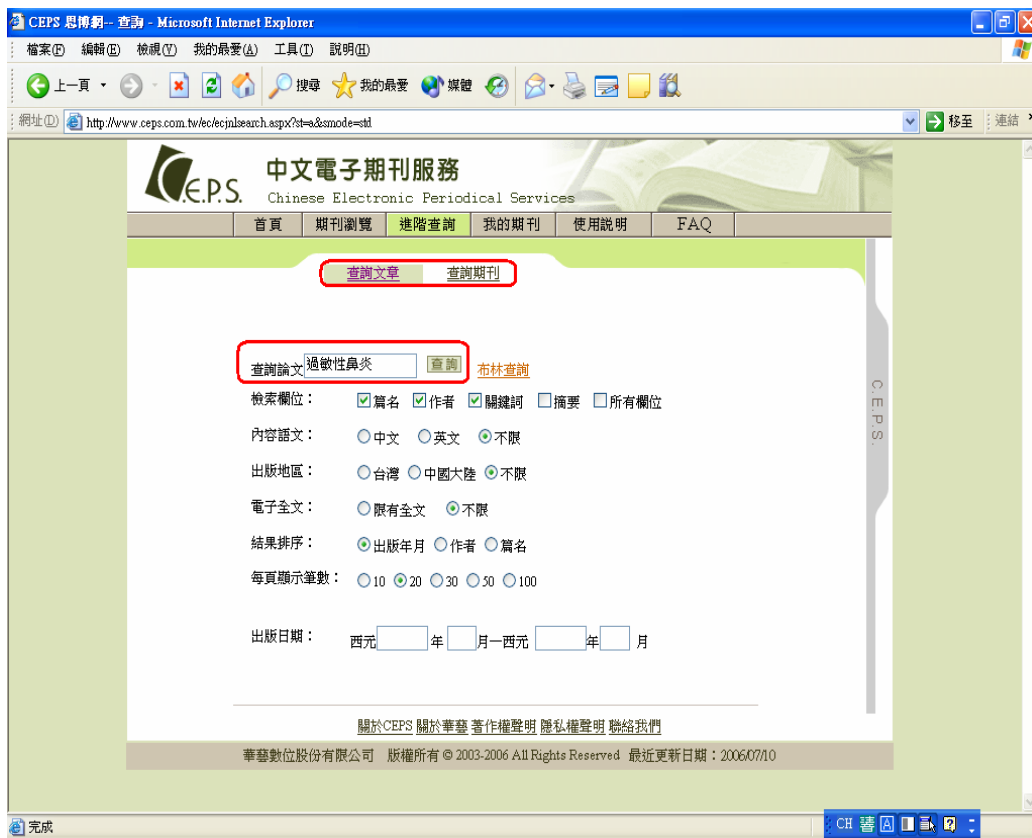 CEPS 思博網-- 查詢 - Microsoft Internet Explorer
檔案(F) 編輯(E) 檢視(V) 我的最愛(A) 工具(T) 說明(H)
上一頁 搜尋 我的最愛 媒體
網址(D) http://www.ceps.com.tw/ec/ecjnlsearch.aspx?st=a&smode=std 移至 連結
C.E.P.S. 中文電子期刊服務
Chinese Electronic Periodical Services
首頁 期刊瀏覽 進階查詢 我的期刊 使用說明 FAQ
查詢文章 查詢期刊
查詢論文 過敏性鼻炎 查詢 布林查詢
檢索欄位： 篇名 作者 關鍵詞 摘要 所有欄位
內容語文： 中文 英文 不限
出版地區： 台灣 中國大陸 不限
電子全文： 限有全文 不限
結果排序： 出版年月 作者 篇名
每頁顯示筆數： 10 20 30 50 100
出版日期： 西元 年 月—西元 年 月
C.E.P.S.
關於CEPS 關於華藝 著作權聲明 隱私權聲明 聯絡我們
華藝數位股份有限公司 版權所有 © 2003-2006 All Rights Reserved 最近更新日期：2006/07/10
完成 CH